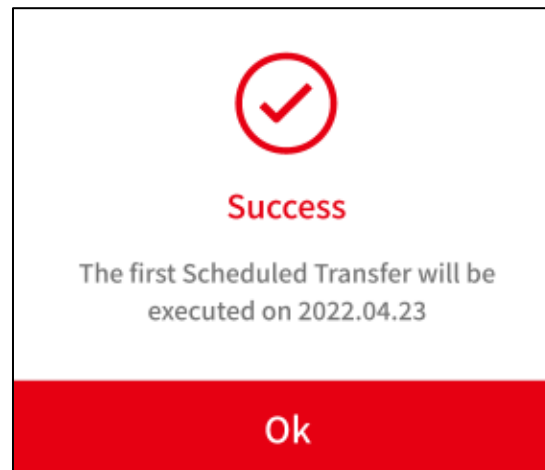 Success
The first Scheduled Transfer will be
executed on 2022.04.23
Ok